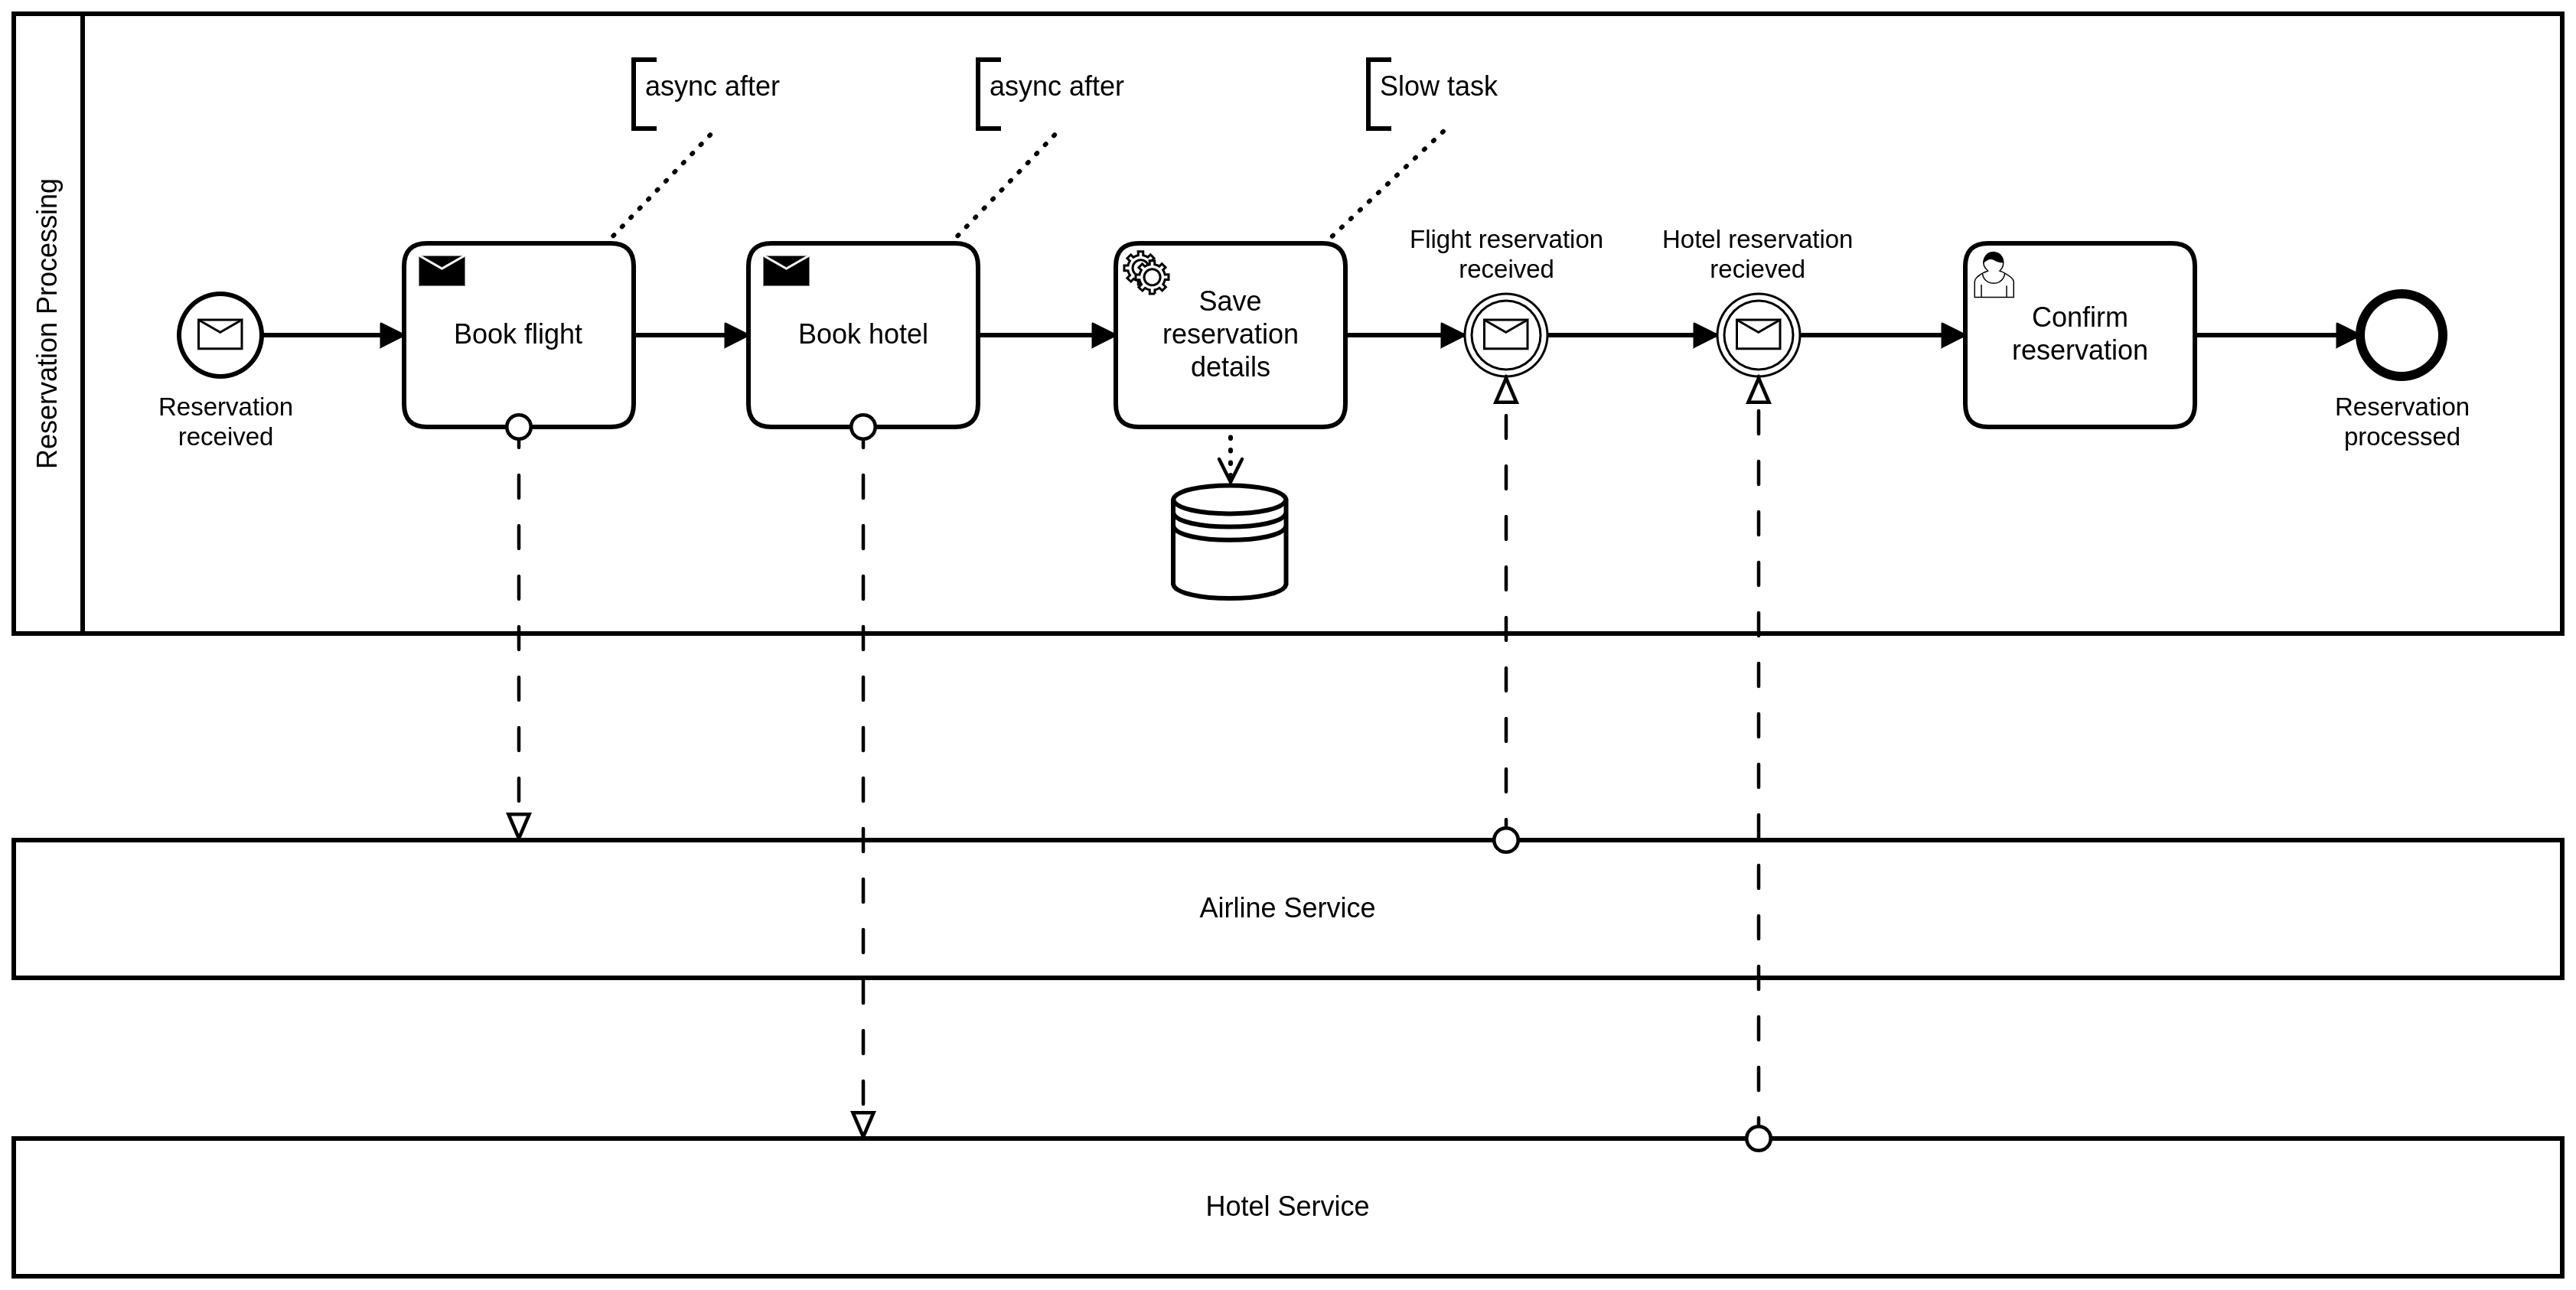 Reservation Processing
async after
async after
Slow task
Flight reservation
received
Hotel reservation
recieved
Book flight
Book hotel
Save
reservation
details
Confirm
reservation
Reservation
received
Reservation
processed
Airline Service
Hotel Service